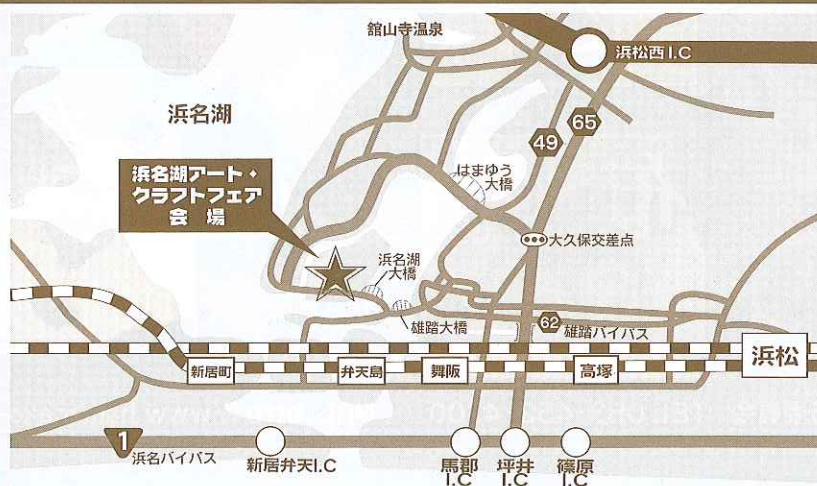 舘山寺温泉
浜松西I.C
浜名湖
65
49
浜名湖アート・
クラフトフェア
会場
はまゆう
大橋
大久保交差点
浜名湖
大橋
雄踏大橋
62
雄踏バイパス
新居町
弁天島
舞阪
高塚
浜松
1
浜名バイパス
新居弁天I.C
馬郡
I.C
坪井
I.C
篠原
I.C